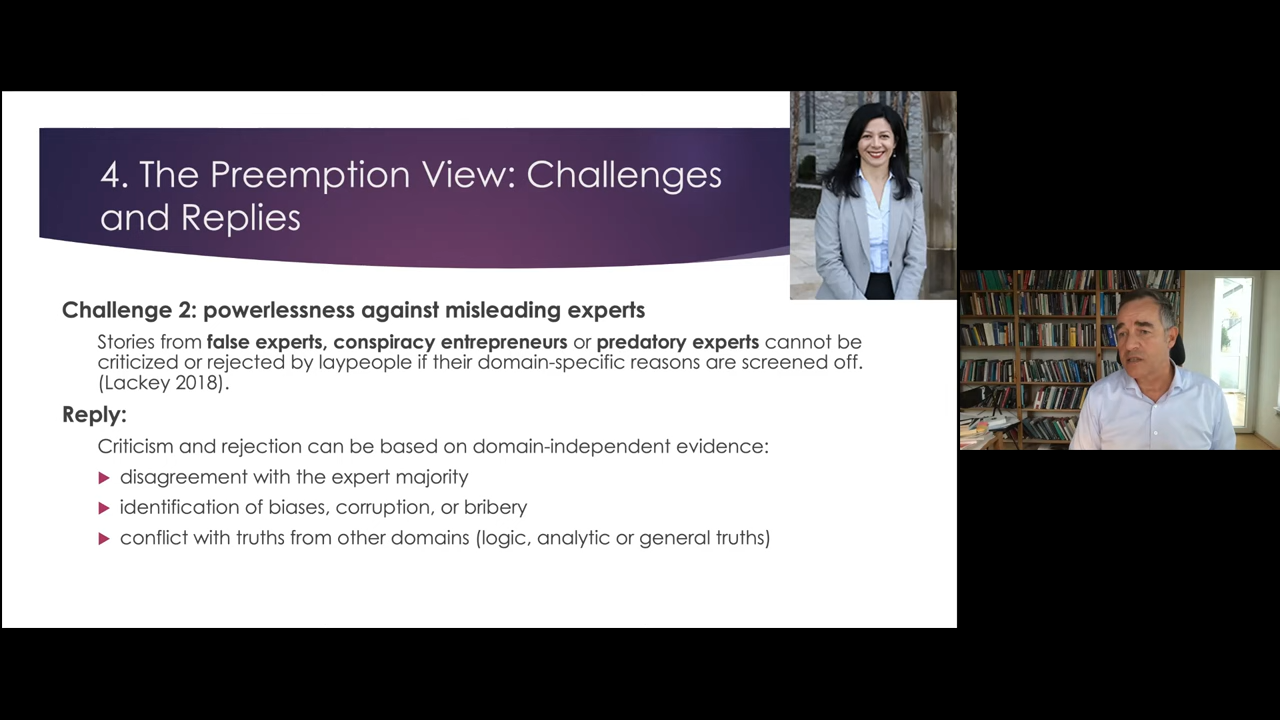 4. The Preemption View: Challenges
and Replies
Challenge 2: powerlessness against misleading experts
Stories from false experts, conspiracy entrepreneurs or predatory experts cannot be
criticized or rejected by laypeople if their domain-specific reasons are screened off.
(Lackey 2018).
Reply:
Criticism and rejection can be based on domain-independent evidence:
disagreement with the expert majority
identification of biases, corruption, or bribery
conflict with truths from other domains (logic, analytic or general truths)